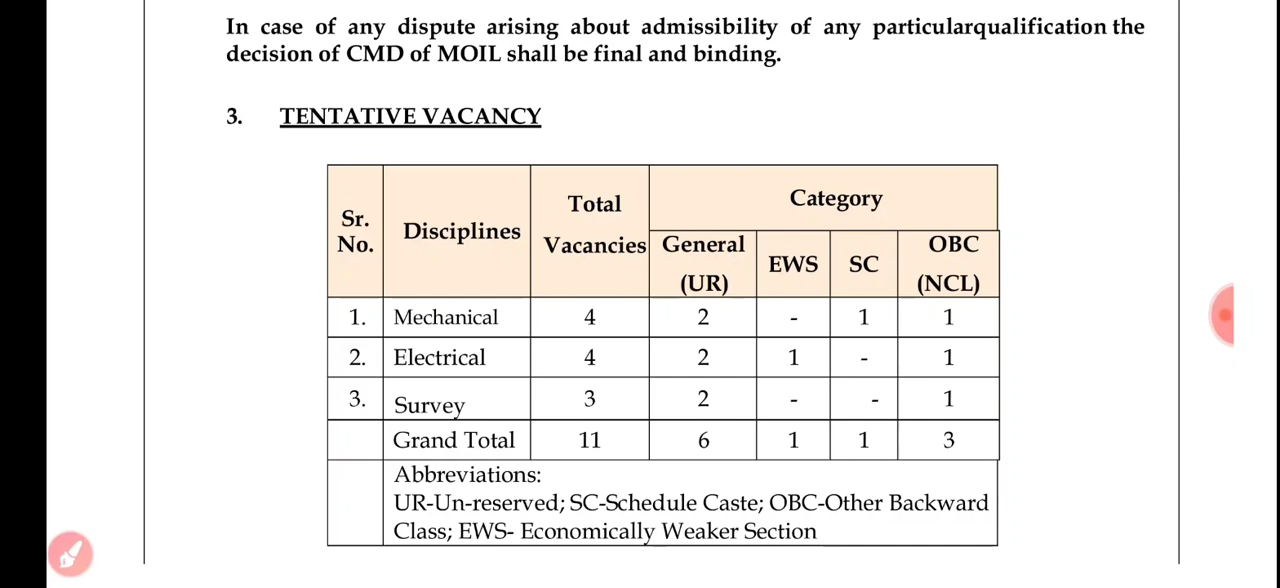 In case of any dispute arising about admissibility of any particularqualification the
decision of CMD of MOIL shall be final and binding.
3. TENTATIVE VACANCY
Sr. No. Disciplines Total Vacancies Category
General (UR) EWS SC OBC (NCL)
1. Mechanical 4 2 - 1 1
2. Electrical 4 2 1 - 1
3. Survey 3 2 - - 1
Grand Total 11 6 1 1 3
Abbreviations:
UR-Un-reserved; SC-Schedule Caste; OBC-Other Backward
Class; EWS- Economically Weaker Section